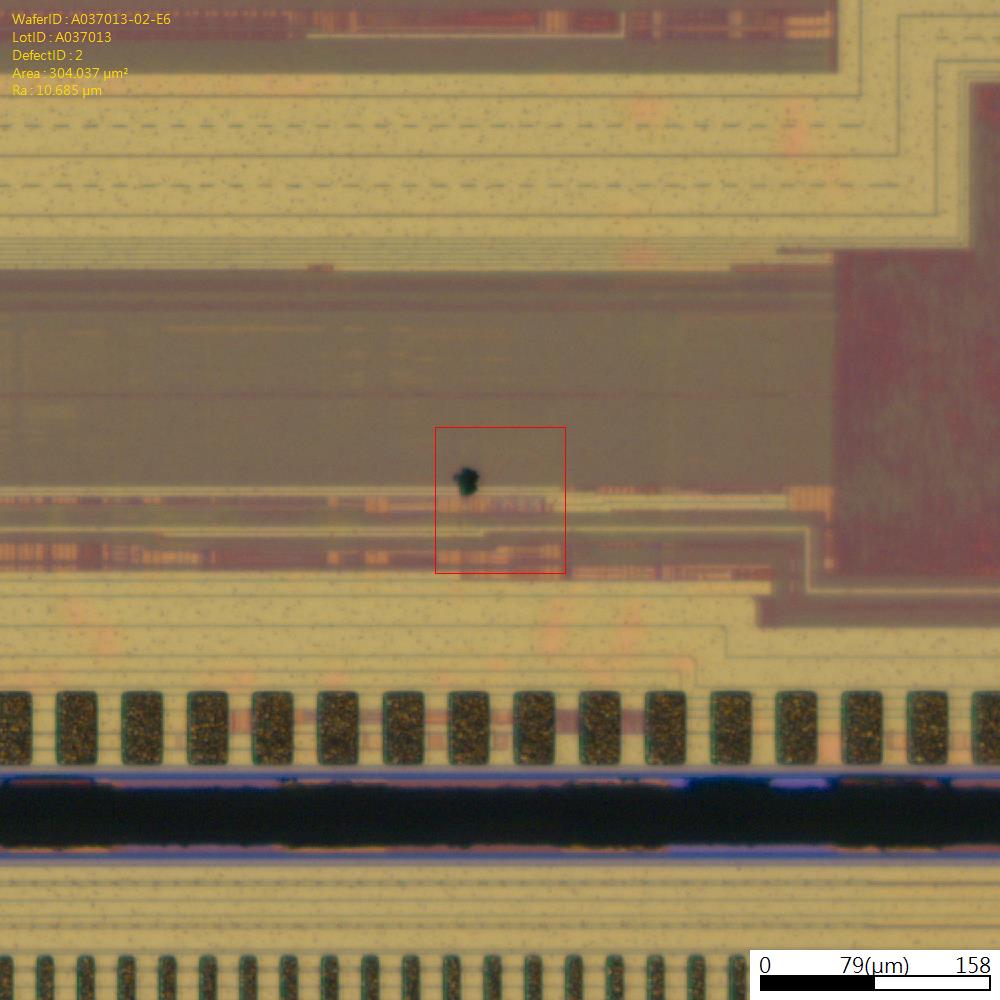 WaferID : A037013-02-E6
LotID : A037013
DefectID : 2
Area : 304.037 μm²
Ra : 10.685 μm
0 79(μm) 158